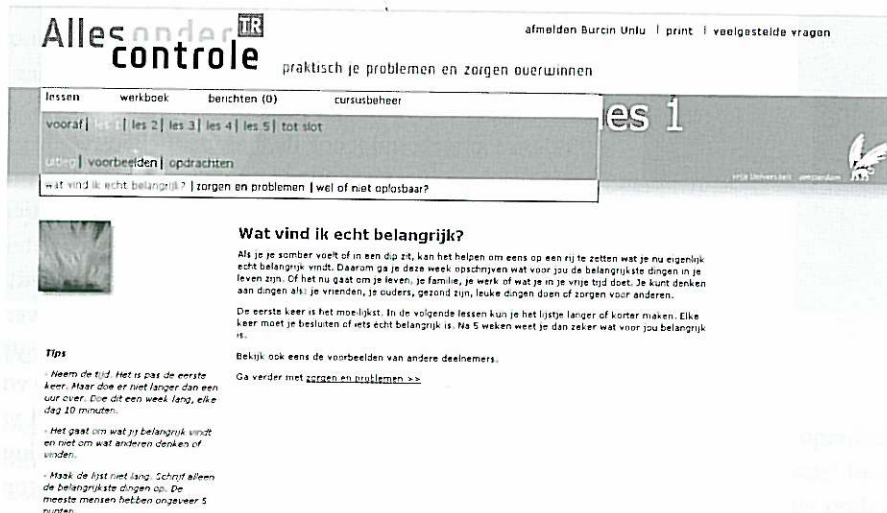 Alles onder TR
controle
praktisch je problemen en zorgen overwinnen
afmelden Burcin Unlu | print | veelgestelde vragen
lessen werkboek berichten (0) cursusbeheer
les 1
vooraf | les 1 | les 2 | les 3 | les 4 | les 5 | tot slot
uitleg | voorbeelden | opdrachten
vrije Universiteit amsterdam
wat vind ik echt belangrijk? | zorgen en problemen | wel of niet oplosbaar?
Wat vind ik echt belangrijk?
Als je je somber voelt of in een dip zit, kan het helpen om eens op een rij te zetten wat je nu eigenlijk
echt belangrijk vindt. Daarom ga je deze week opschrijven wat voor jou de belangrijkste dingen in je
leven zijn. Of het nu gaat om je leven, je familie, je werk of wat je in je vrije tijd doet. Je kunt denken
aan dingen als: je vrienden, je ouders, gezond zijn, leuke dingen doen of zorgen voor anderen.
De eerste keer is het moeilijkst. In de volgende lessen kun je het lijstje langer of korter maken. Elke
keer moet je besluiten of iets écht belangrijk is. Na 5 weken weet je dan zeker wat voor jou belangrijk
is.
Bekijk ook eens de voorbeelden van andere deelnemers.
Ga verder met zorgen en problemen >>
Tips
- Neem de tijd. Het is pas de eerste
keer. Maar doe er niet langer dan een
uur over. Doe dit een week lang, elke
dag 10 minuten.
- Het gaat om wat jij belangrijk vindt
en niet om wat anderen denken of
vinden.
- Maak de lijst niet lang. Schrijf alleen
de belangrijkste dingen op. De
meeste mensen hebben ongeveer 5
punten.